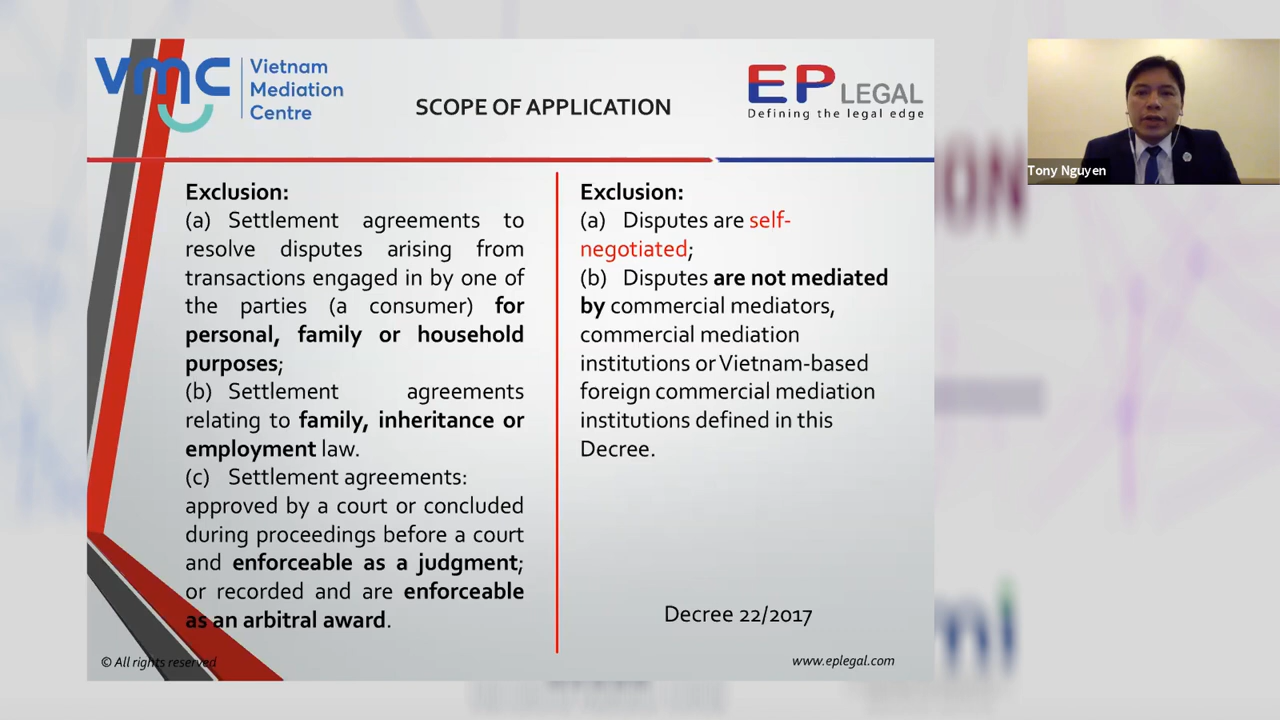 vmc
Vietnam
Mediation
Centre
SCOPE OF APPLICATION
EP LEGAL
Defining the legal edge
Exclusion:
(a) Settlement agreements to
resolve disputes arising from
transactions engaged in by one of
the parties (a consumer) for
personal, family or household
purposes;
(b) Settlement agreements
relating to family, inheritance or
employment law.
(c) Settlement agreements:
approved by a court or concluded
during proceedings before a court
and enforceable as a judgment;
or recorded and are enforceable
as an arbitral award.
Exclusion:
(a) Disputes are self-
negotiated;
(b) Disputes are not mediated
by commercial mediators,
commercial mediation
institutions or Vietnam-based
foreign commercial mediation
institutions defined in this
Decree.
Decree 22/2017
© All rights reserved
www.eplegal.com
Tony Nguyen
ON